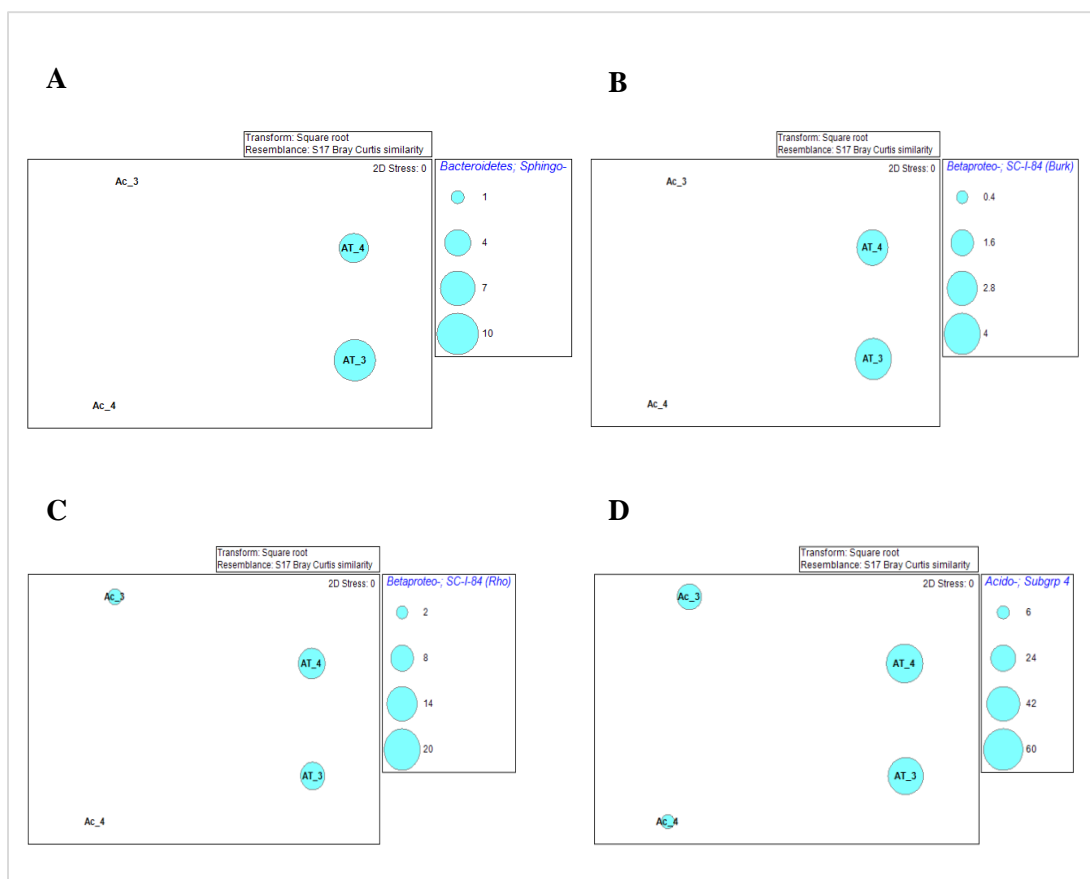 A
Transform: Square root
Resemblance: S17 Bray Curtis similarity
2D Stress: 0
Ac_3
AT_4
AT_3
Ac_4
Bacteroidetes; Sphingo-
1
4
7
10
B
Transform: Square root
Resemblance: S17 Bray Curtis similarity
2D Stress: 0
Ac_3
AT_4
AT_3
Ac_4
Betaproteo-; SC-I-84 (Burk)
0.4
1.6
2.8
4
C
Transform: Square root
Resemblance: S17 Bray Curtis similarity
2D Stress: 0
Ac_3
AT_4
AT_3
Ac_4
Betaproteo-; SC-I-84 (Rho)
2
8
14
20
D
Transform: Square root
Resemblance: S17 Bray Curtis similarity
2D Stress: 0
Ac_3
AT_4
AT_3
Ac_4
Acido-; Subgrp 4
6
24
42
60